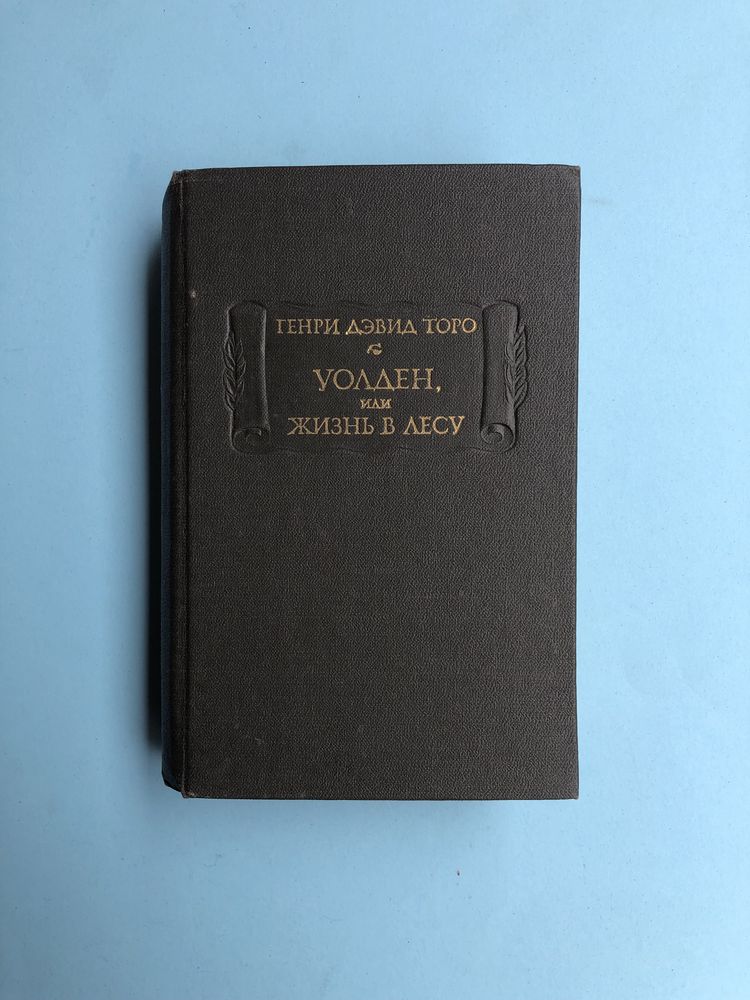 ГЕНРИ ДЭВИД ТОРО
УОЛДЕН,
ИЛИ
ЖИЗНЬ В ЛЕСУ